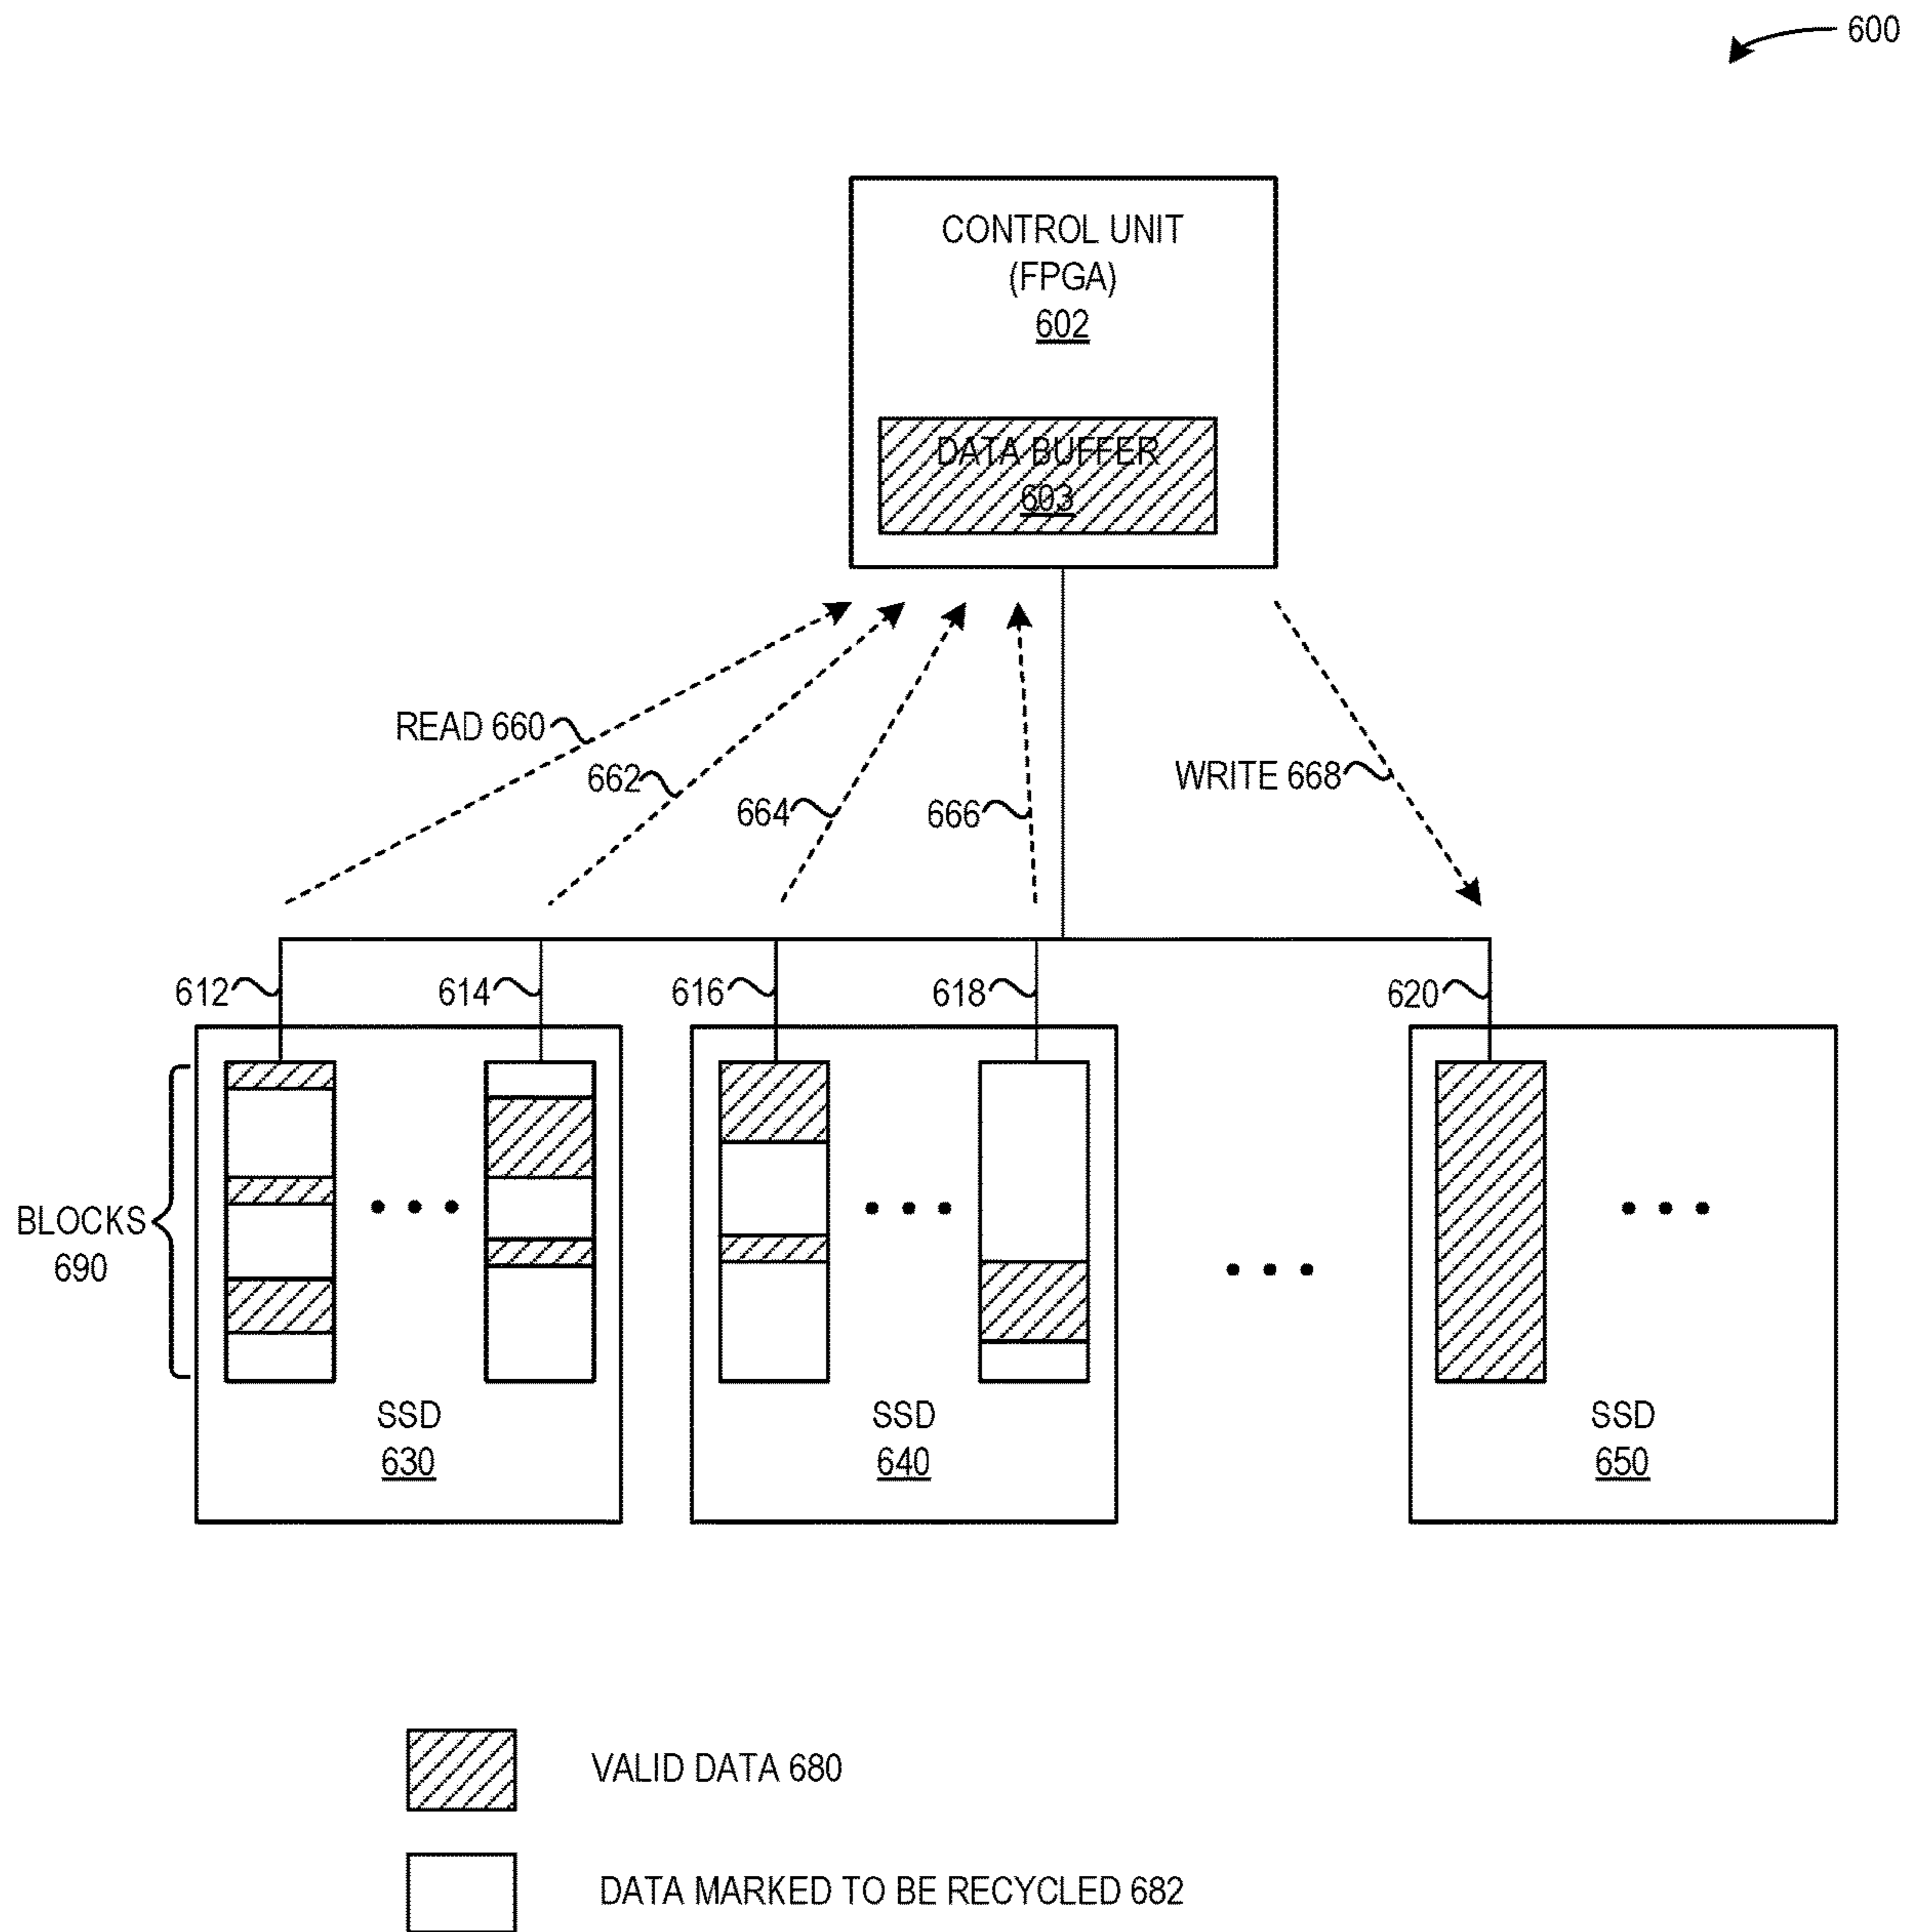 600
CONTROL UNIT
(FPGA)
602
DATA BUFFER
603
READ 660
662
664
666
WRITE 668
612
614
616
618
620
BLOCKS
690
SSD
630
SSD
640
SSD
650
VALID DATA 680
DATA MARKED TO BE RECYCLED 682